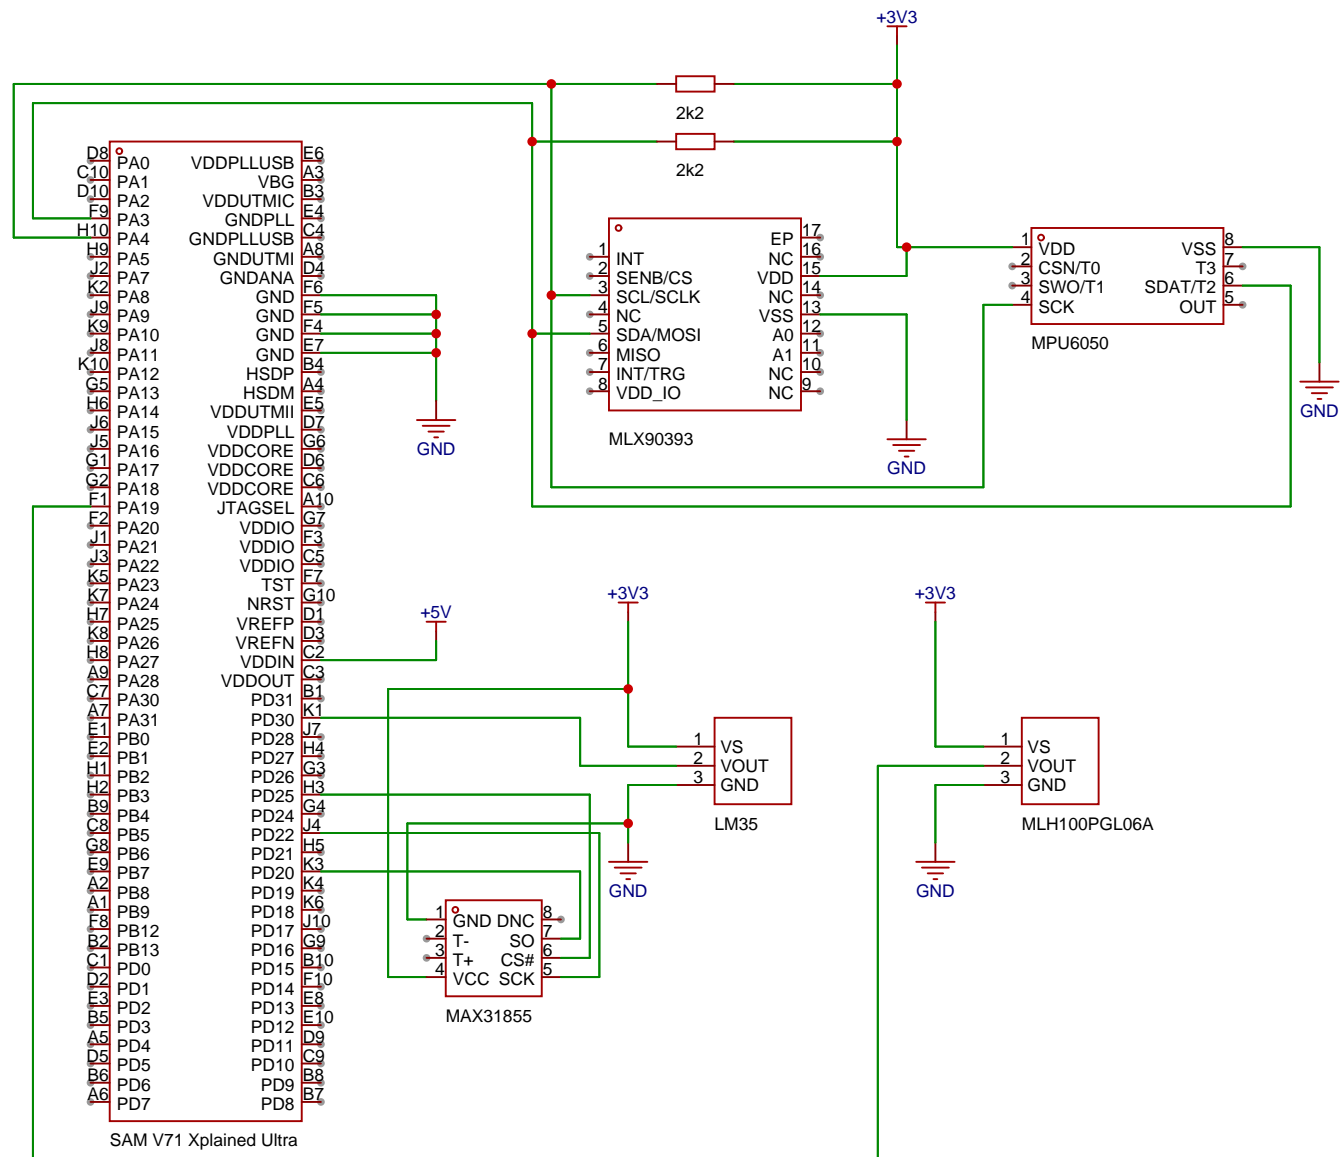 +3V3
2k2
2k2
D8 PA0 VDDPLLUSB E6
C10 PA1 VBG A3
D10 PA2 VDDUTMIC B3
F9 PA3 GNDPLL E4
H10 PA4 GNDPLLUSB C4
H9 PA5 GNDUTMI A8
J2 PA7 GNDANA D4
K2 PA8 GND F6
J9 PA9 GND F5
K9 PA10 GND F4
J8 PA11 GND E7
K10 PA12 HSDP B4
G5 PA13 HSDM A4
H6 PA14 VDDUTMII E5
J6 PA15 VDDPLL D7
J5 PA16 VDDCORE G6
G1 PA17 VDDCORE D6
G2 PA18 VDDCORE C6
F1 PA19 JTAGSEL A10
F2 PA20 VDDIO G7
J1 PA21 VDDIO F3
J3 PA22 VDDIO C5
K5 PA23 TST F7
K7 PA24 NRST G10
H7 PA25 VREFP D1
K8 PA26 VREFN D3
H8 PA27 VDDIN C2
A9 PA28 VDDOUT C3
C7 PA30 PD31 B1
A7 PA31 PD30 K1
E1 PB0 PD28 J7
E2 PB1 PD27 H4
H1 PB2 PD26 G3
H2 PB3 PD25 H3
B9 PB4 PD24 G4
C8 PB5 PD22 J4
G8 PB6 PD21 H5
E9 PB7 PD20 K3
A2 PB8 PD19 K4
A1 PB9 PD18 K6
F8 PB12 PD17 J10
B2 PB13 PD16 G9
C1 PD0 PD15 B10
D2 PD1 PD14 F10
E3 PD2 PD13 E8
B5 PD3 PD12 E10
A5 PD4 PD11 D9
D5 PD5 PD10 C9
B6 PD6 PD9 B8
A6 PD7 PD8 B7
SAM V71 Xplained Ultra
GND
+5V
EP 17
1 INT NC 16
2 SENB/CS VDD 15
3 SCL/SCLK NC 14
4 NC VSS 13
5 SDA/MOSI A0 12
6 MISO A1 11
7 INT/TRG NC 10
8 VDD_IO NC 9
MLX90393
GND
1 VDD VSS 8
2 CSN/T0 T3 7
3 SWO/T1 SDAT/T2 6
4 SCK OUT 5
MPU6050
GND
+3V3
1 VS
2 VOUT
3 GND
LM35
GND
+3V3
1 VS
2 VOUT
3 GND
MLH100PGL06A
GND
1 GND DNC 8
2 T- SO 7
3 T+ CS# 6
4 VCC SCK 5
MAX31855